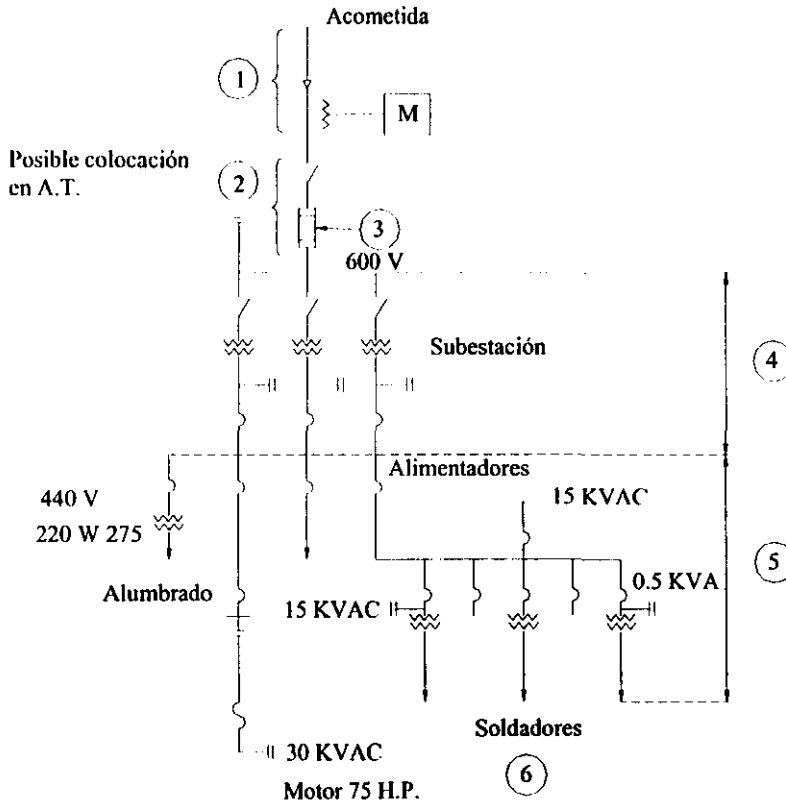 Acometida
1
M
Posible colocación
en A.T.
2
3
600 V
Subestación
4
Alimentadores
440 V
15 KVAC
220 W 275
5
Alumbrado
15 KVAC
0.5 KVA
Soldadores
30 KVAC
6
Motor 75 H.P.